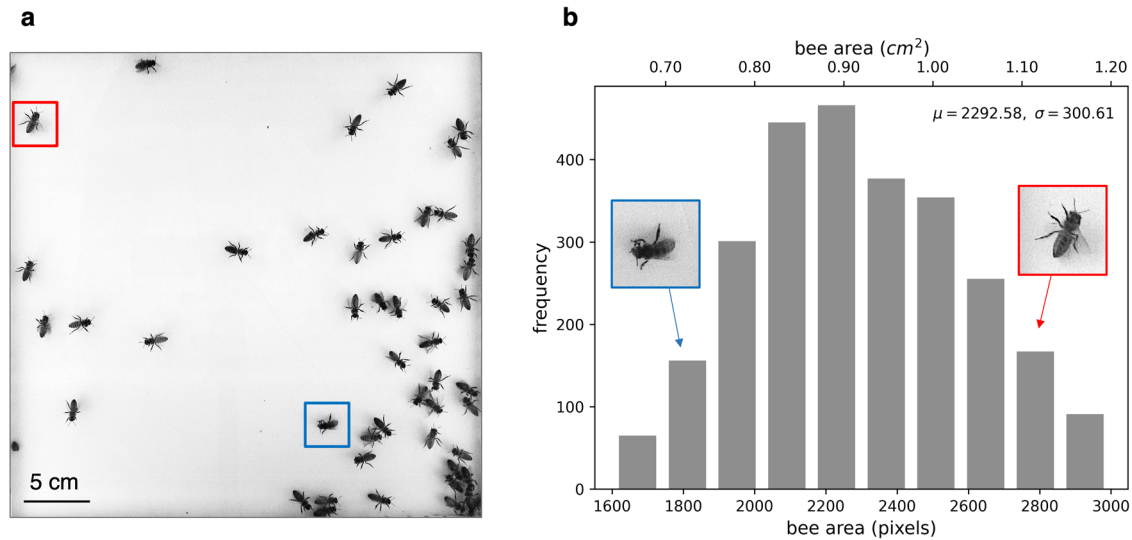 a
b
5 cm
bee area (cm²)
0.70 0.80 0.90 1.00 1.10 1.20
μ = 2292.58, σ = 300.61
400
300
200
100
0
frequency
1600 1800 2000 2200 2400 2600 2800 3000
bee area (pixels)